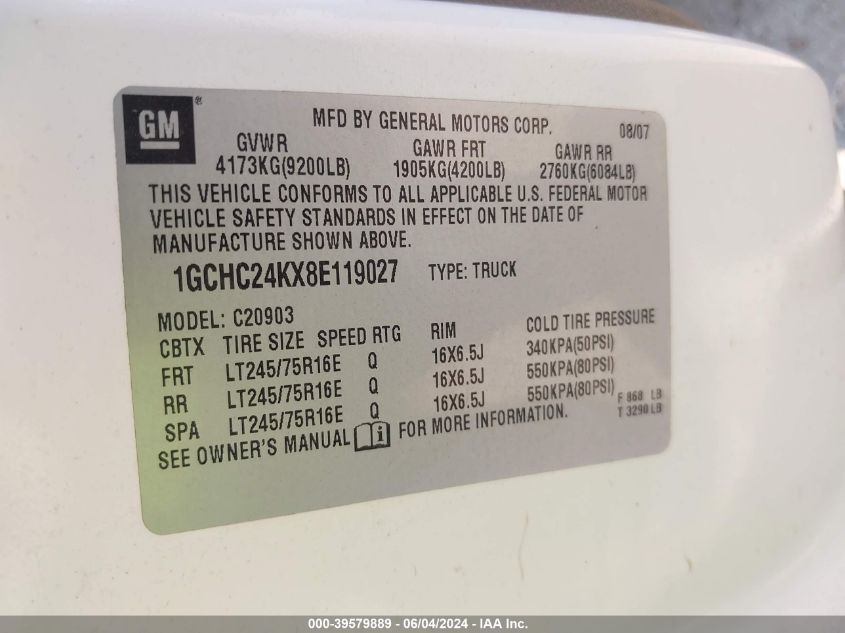 GM®
MFD BY GENERAL MOTORS CORP. 08/07
GVWR GAWR FRT GAWR RR
4173KG(9200LB) 1905KG(4200LB) 2760KG(6084LB)
THIS VEHICLE CONFORMS TO ALL APPLICABLE U.S. FEDERAL MOTOR
VEHICLE SAFETY STANDARDS IN EFFECT ON THE DATE OF
MANUFACTURE SHOWN ABOVE.
1GCHC24KX8E119027 TYPE: TRUCK
MODEL: C20903
CBTX TIRE SIZE SPEED RTG RIM COLD TIRE PRESSURE
FRT LT245/75R16E Q 16X6.5J 340KPA(50PSI)
RR LT245/75R16E Q 16X6.5J 550KPA(80PSI)
SPA LT245/75R16E Q 16X6.5J 550KPA(80PSI)
F 868 LB
T 3290 LB
SEE OWNER'S MANUAL i FOR MORE INFORMATION.
000-39579889 - 06/04/2024 - IAA Inc.